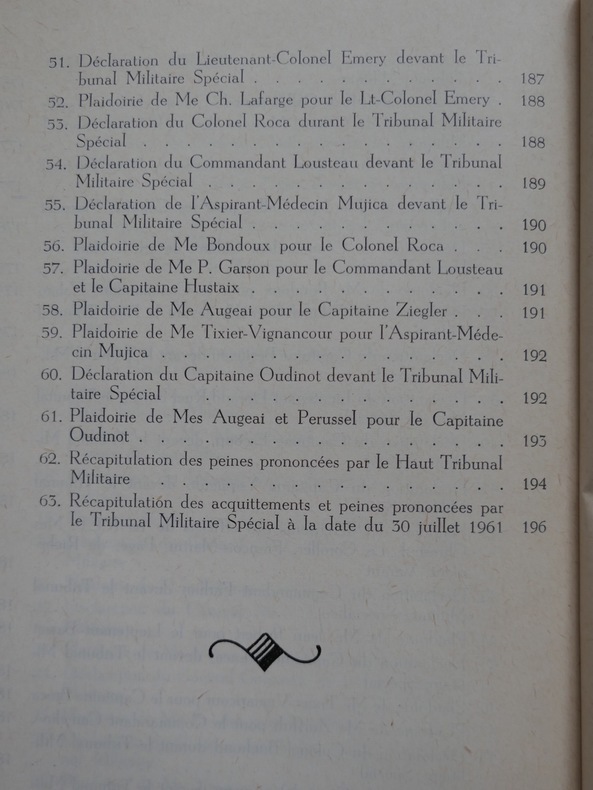 51. Déclaration du Lieutenant-Colonel Emery devant le Tri-
bunal Militaire Spécial . . . . . . . . . . . . 187
52. Plaidoirie de Me Ch. Lafarge pour le Lt-Colonel Emery . 188
53. Déclaration du Colonel Roca durant le Tribunal Militaire
Spécial . . . . . . . . . . . . . . . . 188
54. Déclaration du Commandant Lousteau devant le Tribunal
Militaire Spécial . . . . . . . . . . . . . 189
55. Déclaration de l'Aspirant-Médecin Mujica devant le Tri-
bunal Militaire Spécial . . . . . . . . . . . . 190
56. Plaidoirie de Me Bondoux pour le Colonel Roca . . . 190
57. Plaidoirie de Me P. Garson pour le Commandant Lousteau
et le Capitaine Hustaix . . . . . . . . . . . . 191
58. Plaidoirie de Me Augeai pour le Capitaine Ziegler . . . 191
59. Plaidoirie de Me Tixier-Vignancour pour l'Aspirant-Méde-
cin Mujica . . . . . . . . . . . . . . . . 192
60. Déclaration du Capitaine Oudinot devant le Tribunal Mili-
taire Spécial . . . . . . . . . . . . . . 192
61. Plaidoirie de Mes Augeai et Perussel pour le Capitaine
Oudinot . . . . . . . . . . . . . . . . . 193
62. Récapitulation des peines prononcées par le Haut Tribunal
Militaire . . . . . . . . . . . . . . . . 194
63. Récapitulation des acquittements et peines prononcées par
le Tribunal Militaire Spécial à la date du 30 juillet 1961 196